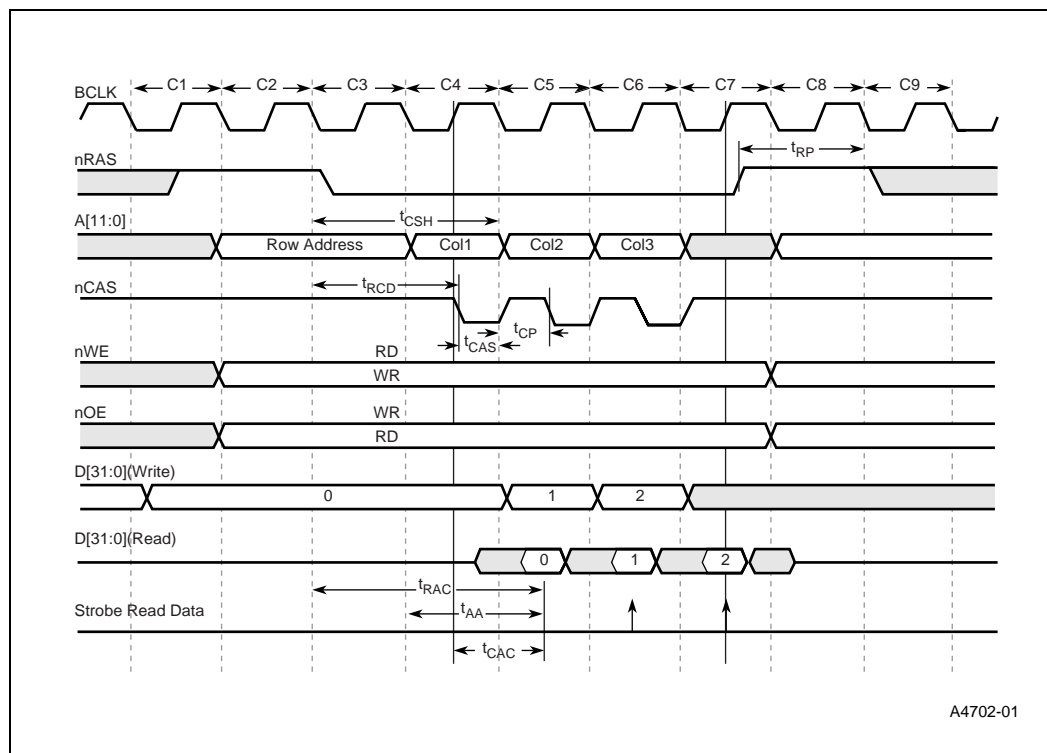 C1 C2 C3 C4 C5 C6 C7 C8 C9
BCLK
nRAS
tRP
A[11:0]
tCSH
Row Address Col1 Col2 Col3
nCAS
tRCD
tCP
tCAS
nWE
RD
WR
nOE
WR
RD
D[31:0](Write)
0 1 2
D[31:0](Read)
0 1 2
tRAC
Strobe Read Data
tAA
tCAC
A4702-01